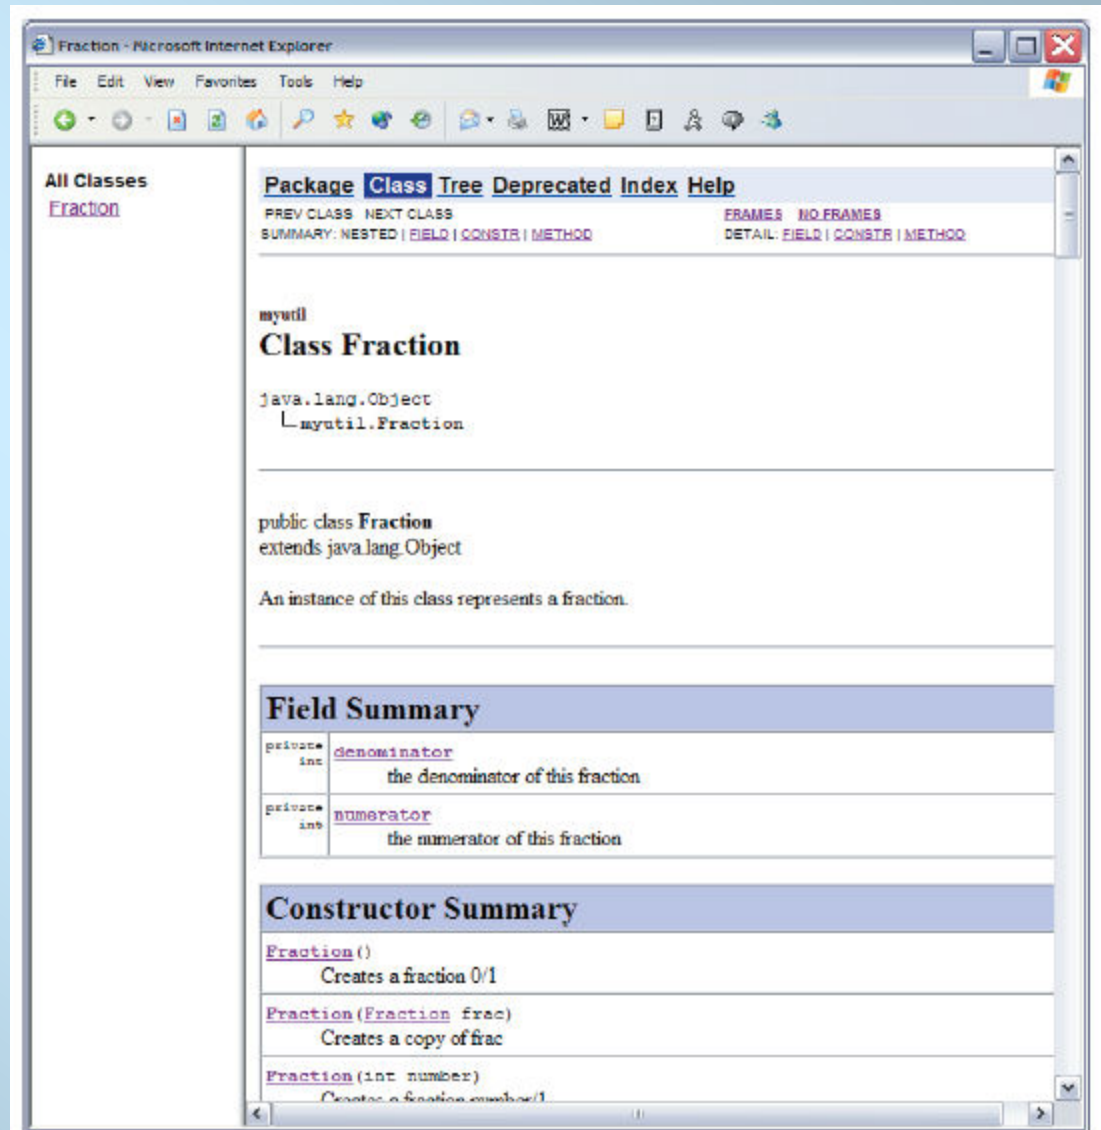 Fraction - Microsoft Internet Explorer
File Edit View Favorites Tools Help
All Classes
Fraction
Package Class Tree Deprecated Index Help
PREV CLASS NEXT CLASS FRAMES NO FRAMES
SUMMARY: NESTED | FIELD | CONSTR | METHOD DETAIL: FIELD | CONSTR | METHOD
myutil
Class Fraction
java.lang.Object
myutil.Fraction
public class Fraction
extends java.lang.Object
An instance of this class represents a fraction.
Field Summary
private int denominator
the denominator of this fraction
private int numerator
the numerator of this fraction
Constructor Summary
Fraction()
Creates a fraction 0/1
Fraction(Fraction frac)
Creates a copy of frac
Fraction(int number)
Creates a fraction number/1